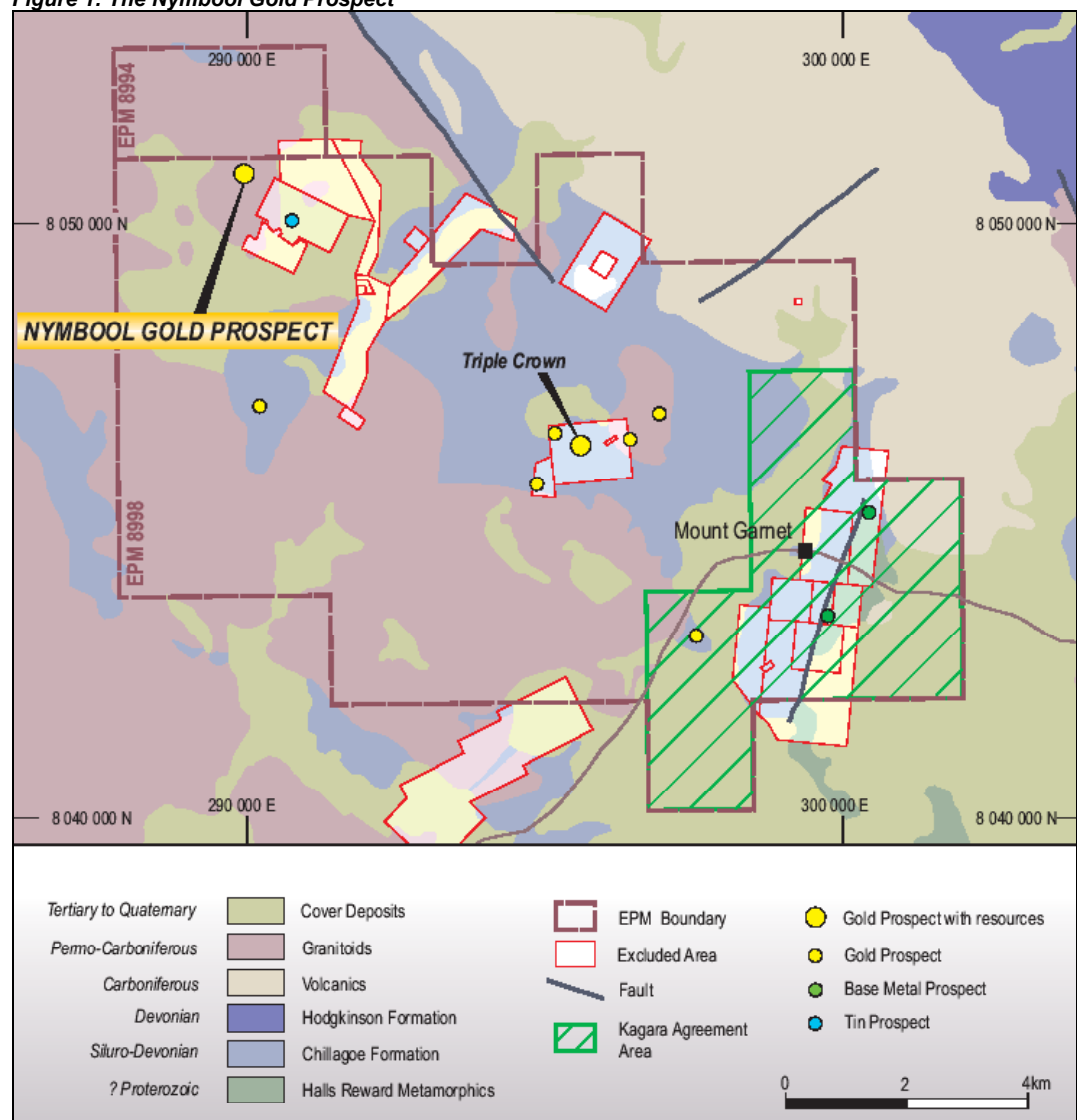 Figure 1: The Nymbool Gold Prospect
290 000 E
300 000 E
EPM 8994
8 050 000 N
8 050 000 N
NYMBOOL GOLD PROSPECT
Triple Crown
Mount Garnet
EPM 8998
290 000 E
300 000 E
8 040 000 N
8 040 000 N
Tertiary to Quaternary
Cover Deposits
Permo-Carboniferous
Granitoids
Carboniferous
Volcanics
Devonian
Hodgkinson Formation
Siluro-Devonian
Chillagoe Formation
? Proterozoic
Halls Reward Metamorphics
EPM Boundary
Excluded Area
Fault
Kagara Agreement
Area
Gold Prospect with resources
Gold Prospect
Base Metal Prospect
Tin Prospect
0 2 4km